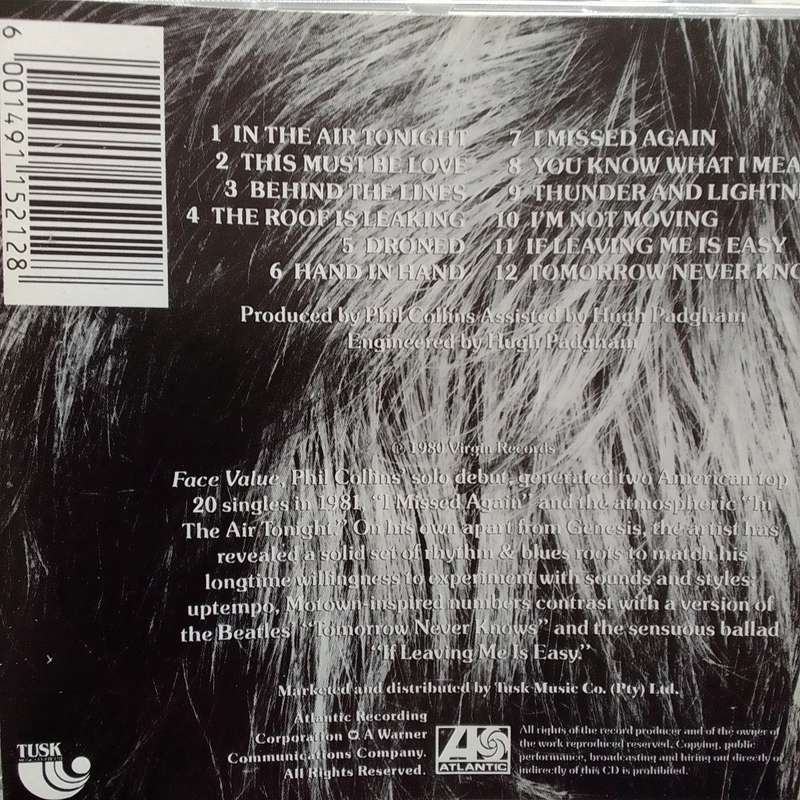 6 001491 152128
1 IN THE AIR TONIGHT
2 THIS MUST BE LOVE
3 BEHIND THE LINES
4 THE ROOF IS LEAKING
5 DRONED
6 HAND IN HAND
7 I MISSED AGAIN
8 YOU KNOW WHAT I MEA
9 THUNDER AND LIGHTN
10 I'M NOT MOVING
11 IF LEAVING ME IS EASY
12 TOMORROW NEVER KNO
Produced by Phil Collins Assisted by Hugh Padgham
Engineered by Hugh Padgham
© 1980 Virgin Records
Face Value, Phil Collins' solo debut, generated two American top
20 singles in 1981, "I Missed Again" and the atmospheric "In
The Air Tonight." On his own apart from Genesis, the artist has
revealed a solid set of rhythm & blues roots to match his
longtime willingness to experiment with sounds and styles;
uptempo, Motown-inspired numbers contrast with a version of
the Beatles' "Tomorrow Never Knows" and the sensuous ballad
"If Leaving Me Is Easy."
Marketed and distributed by Tusk Music Co. (Pty) Ltd.
Atlantic Recording
Corporation A Warner
Communications Company.
All Rights Reserved.
ATLANTIC
All rights of the record producer and of the owner of
the work reproduced reserved. Copying, public
performance, broadcasting and hiring out directly or
indirectly of this CD is prohibited.
TUSK